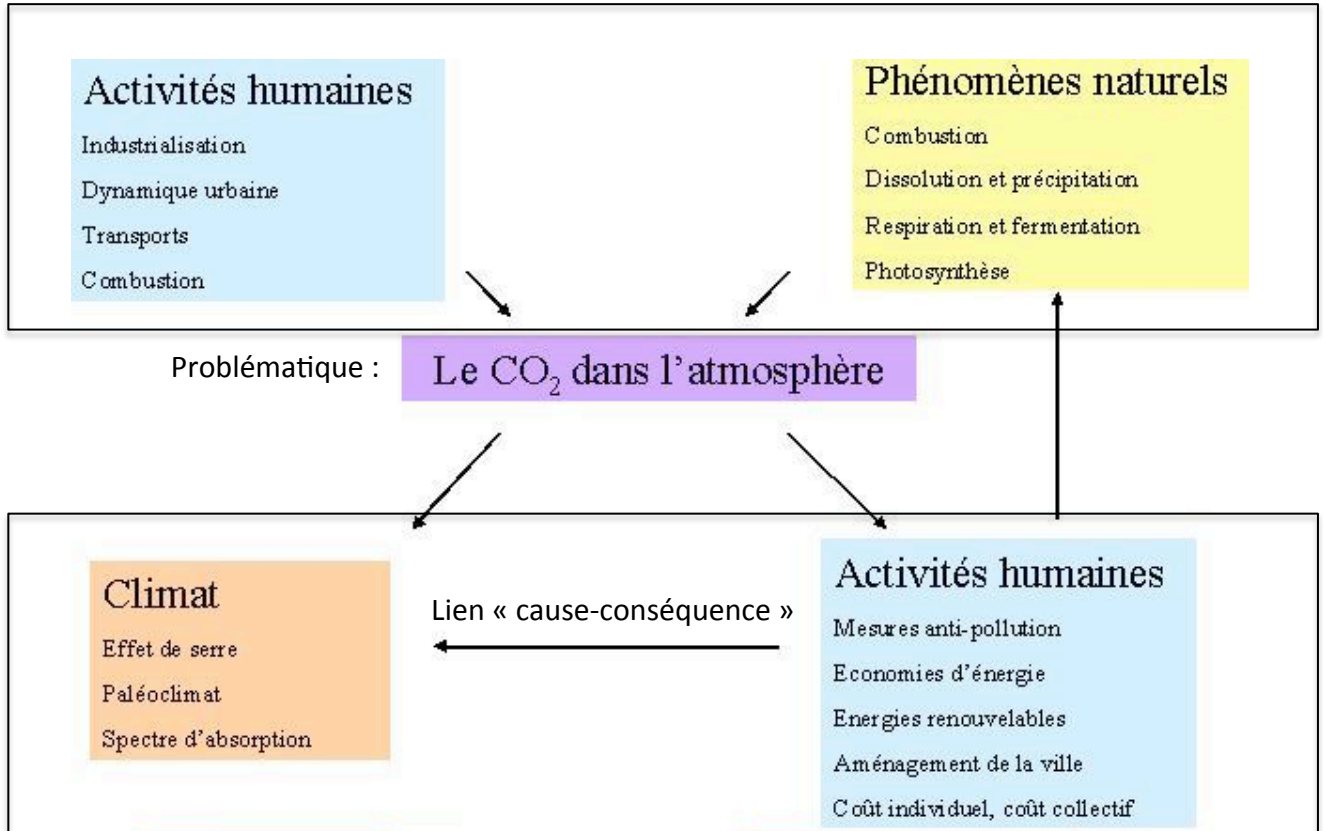 Activités humaines
Industrialisation
Dynamique urbaine
Transports
Combustion
Phénomènes naturels
Combustion
Dissolution et précipitation
Respiration et fermentation
Photosynthèse
Problématique :
Le CO₂ dans l'atmosphère
Climat
Effet de serre
Paléoclimat
Spectre d'absorption
Lien « cause-conséquence »
Activités humaines
Mesures anti-pollution
Economies d'énergie
Energies renouvelables
Aménagement de la ville
Coût individuel, coût collectif